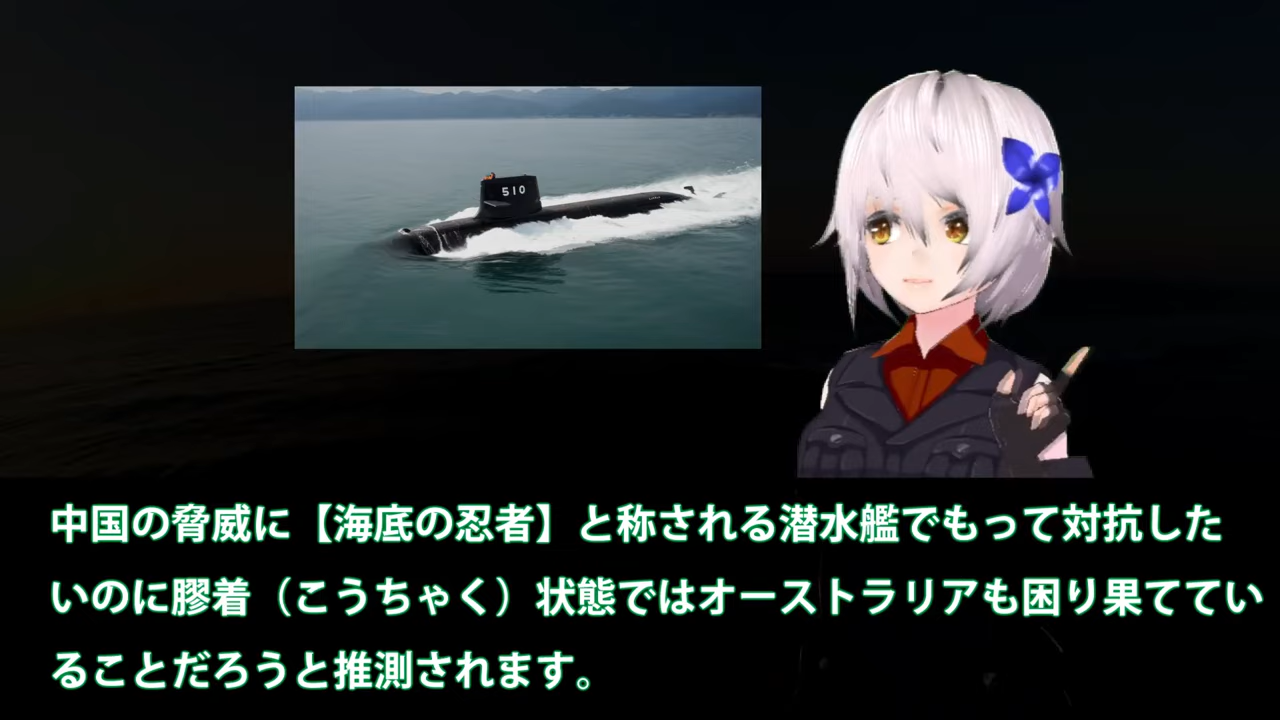 510
中国の脅威に【海底の忍者】と称される潜水艦でもって対抗した
いのに膠着（こうちゃく）状態ではオーストラリアも困り果ててい
ることだろうと推測されます。